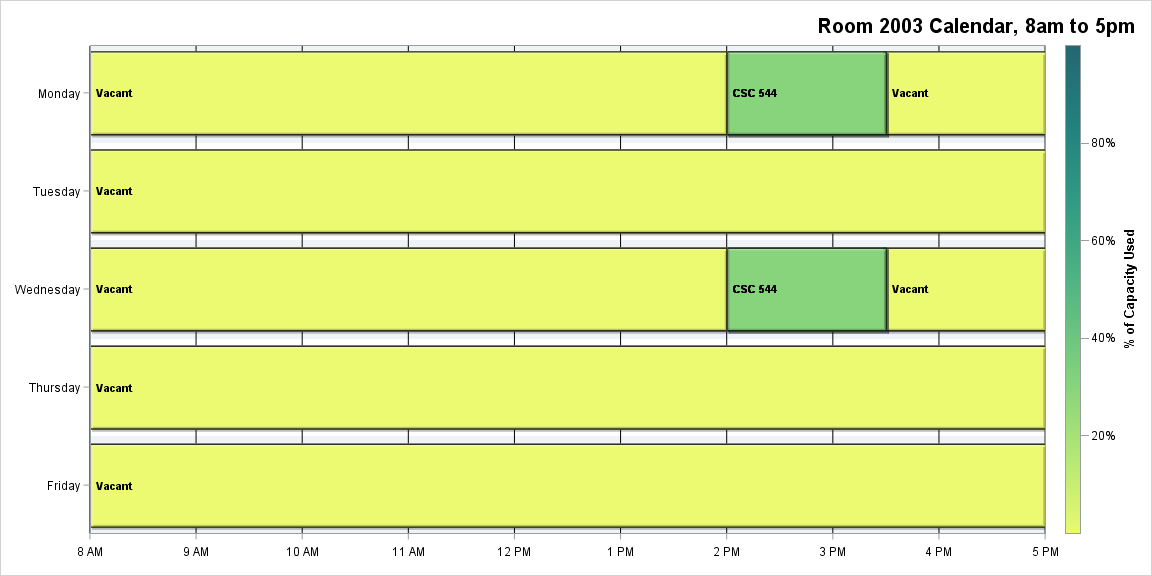 Room 2003 Calendar, 8am to 5pm
Monday
Vacant
CSC 544
Vacant
Tuesday
Vacant
Wednesday
Vacant
CSC 544
Vacant
Thursday
Vacant
Friday
Vacant
8 AM
9 AM
10 AM
11 AM
12 PM
1 PM
2 PM
3 PM
4 PM
5 PM
80%
60%
40%
20%
% of Capacity Used